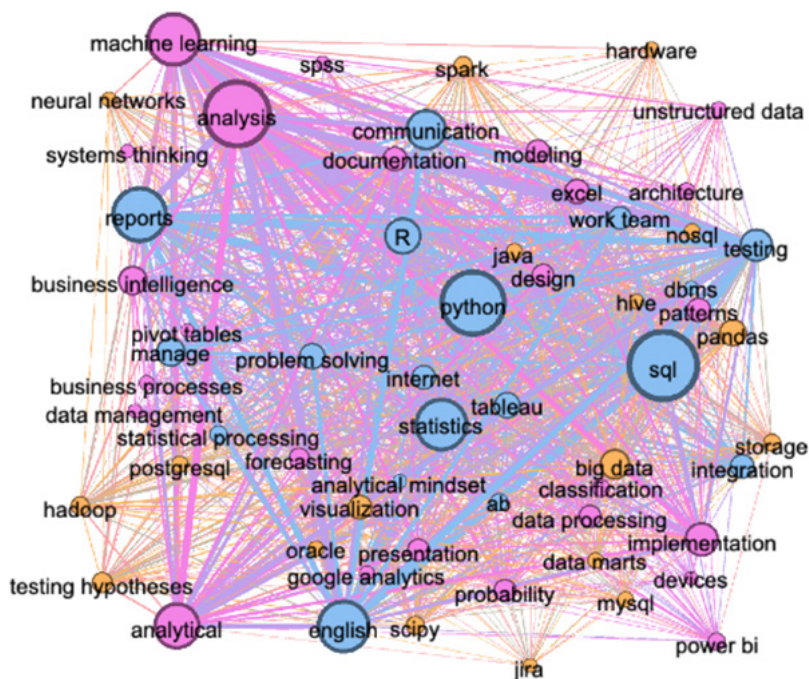 machine learning
hardware
spss
spark
neural networks
unstructured data
analysis
communication
systems thinking
documentation
modeling
excel
architecture
reports
work team
R
nosql
testing
java
business intelligence
design
dbms
python
hive
patterns
pivot tables
pandas
manage
problem solving
sql
internet
business processes
tableau
data management
statistics
statistical processing
storage
postgresql
forecasting
big data
integration
analytical mindset
classification
hadoop
visualization
ab
data processing
implementation
oracle
presentation
data marts
testing hypotheses
google analytics
devices
probability
mysql
analytical
english
scipy
power bi
jira